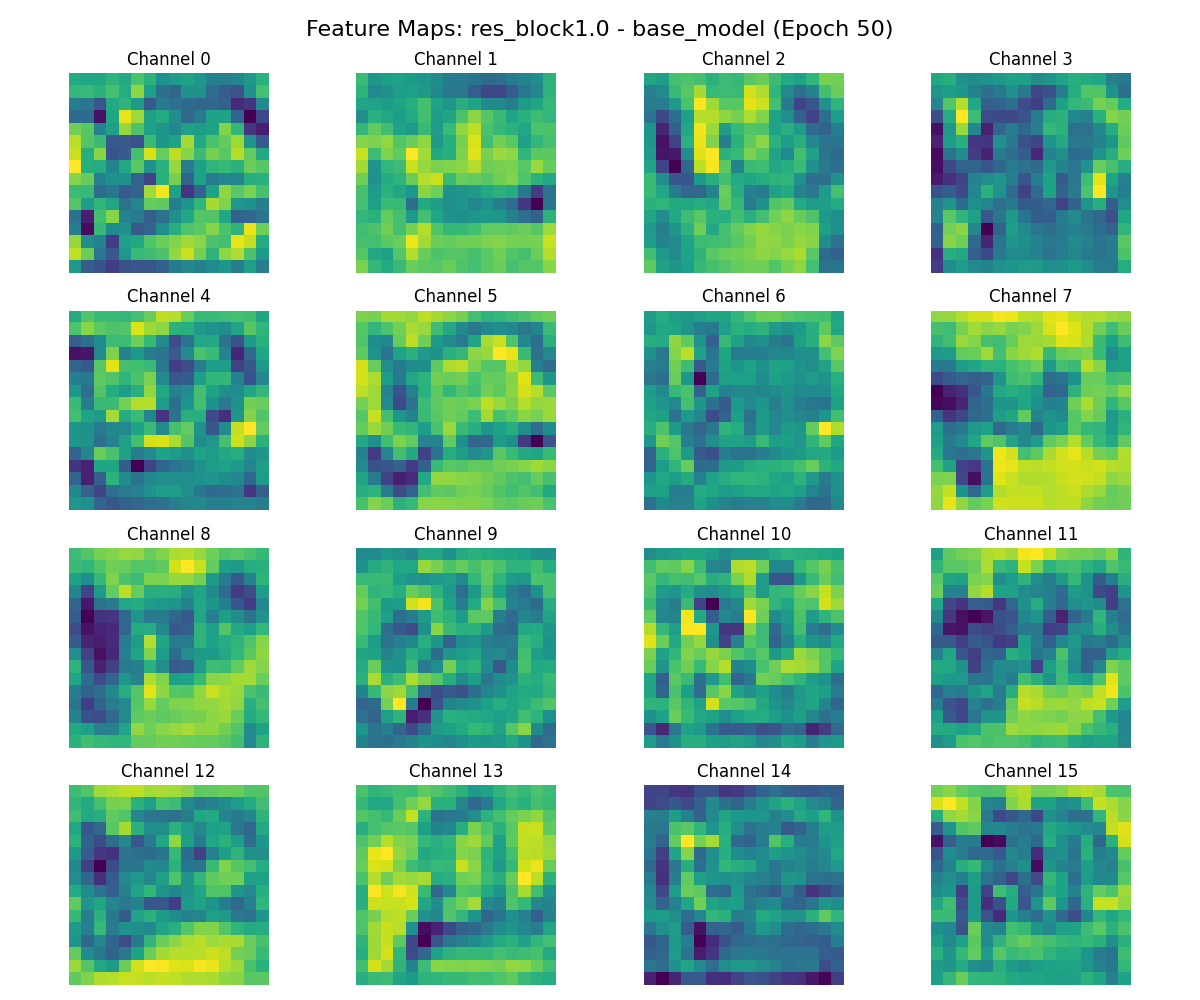 Feature Maps: res_block1.0 - base_model (Epoch 50)
Channel 0
Channel 1
Channel 2
Channel 3
Channel 4
Channel 5
Channel 6
Channel 7
Channel 8
Channel 9
Channel 10
Channel 11
Channel 12
Channel 13
Channel 14
Channel 15